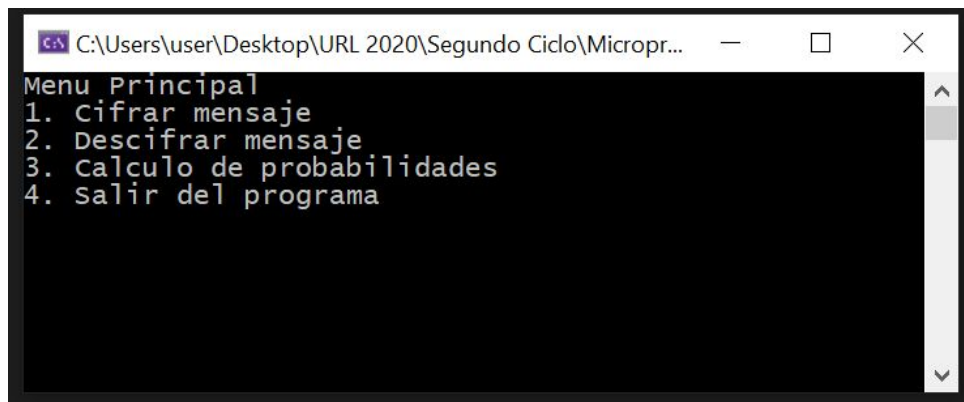 C:\Users\user\Desktop\URL 2020\Segundo Ciclo\Micropr...
Menu Principal
1. Cifrar mensaje
2. Descifrar mensaje
3. Calculo de probabilidades
4. Salir del programa